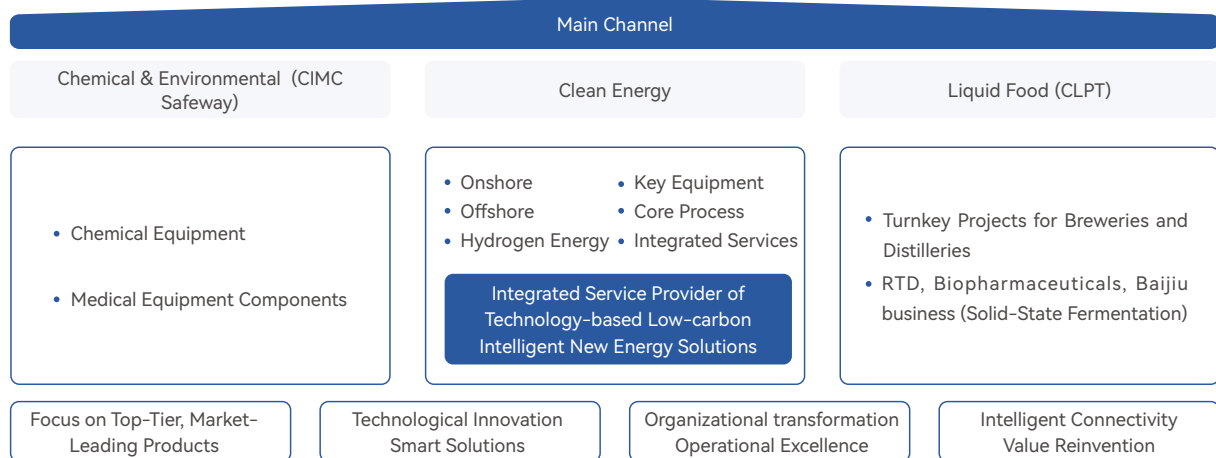 Main Channel
Chemical & Environmental (CIMC
Safeway)
Clean Energy
Liquid Food (CLPT)
• Chemical Equipment
• Medical Equipment Components
• Onshore
• Offshore
• Hydrogen Energy
• Key Equipment
• Core Process
• Integrated Services
Integrated Service Provider of
Technology-based Low-carbon
Intelligent New Energy Solutions
• Turnkey Projects for Breweries and
Distilleries
• RTD, Biopharmaceuticals, Baijiu
business (Solid-State Fermentation)
Focus on Top-Tier, Market-
Leading Products
Technological Innovation
Smart Solutions
Organizational transformation
Operational Excellence
Intelligent Connectivity
Value Reinvention